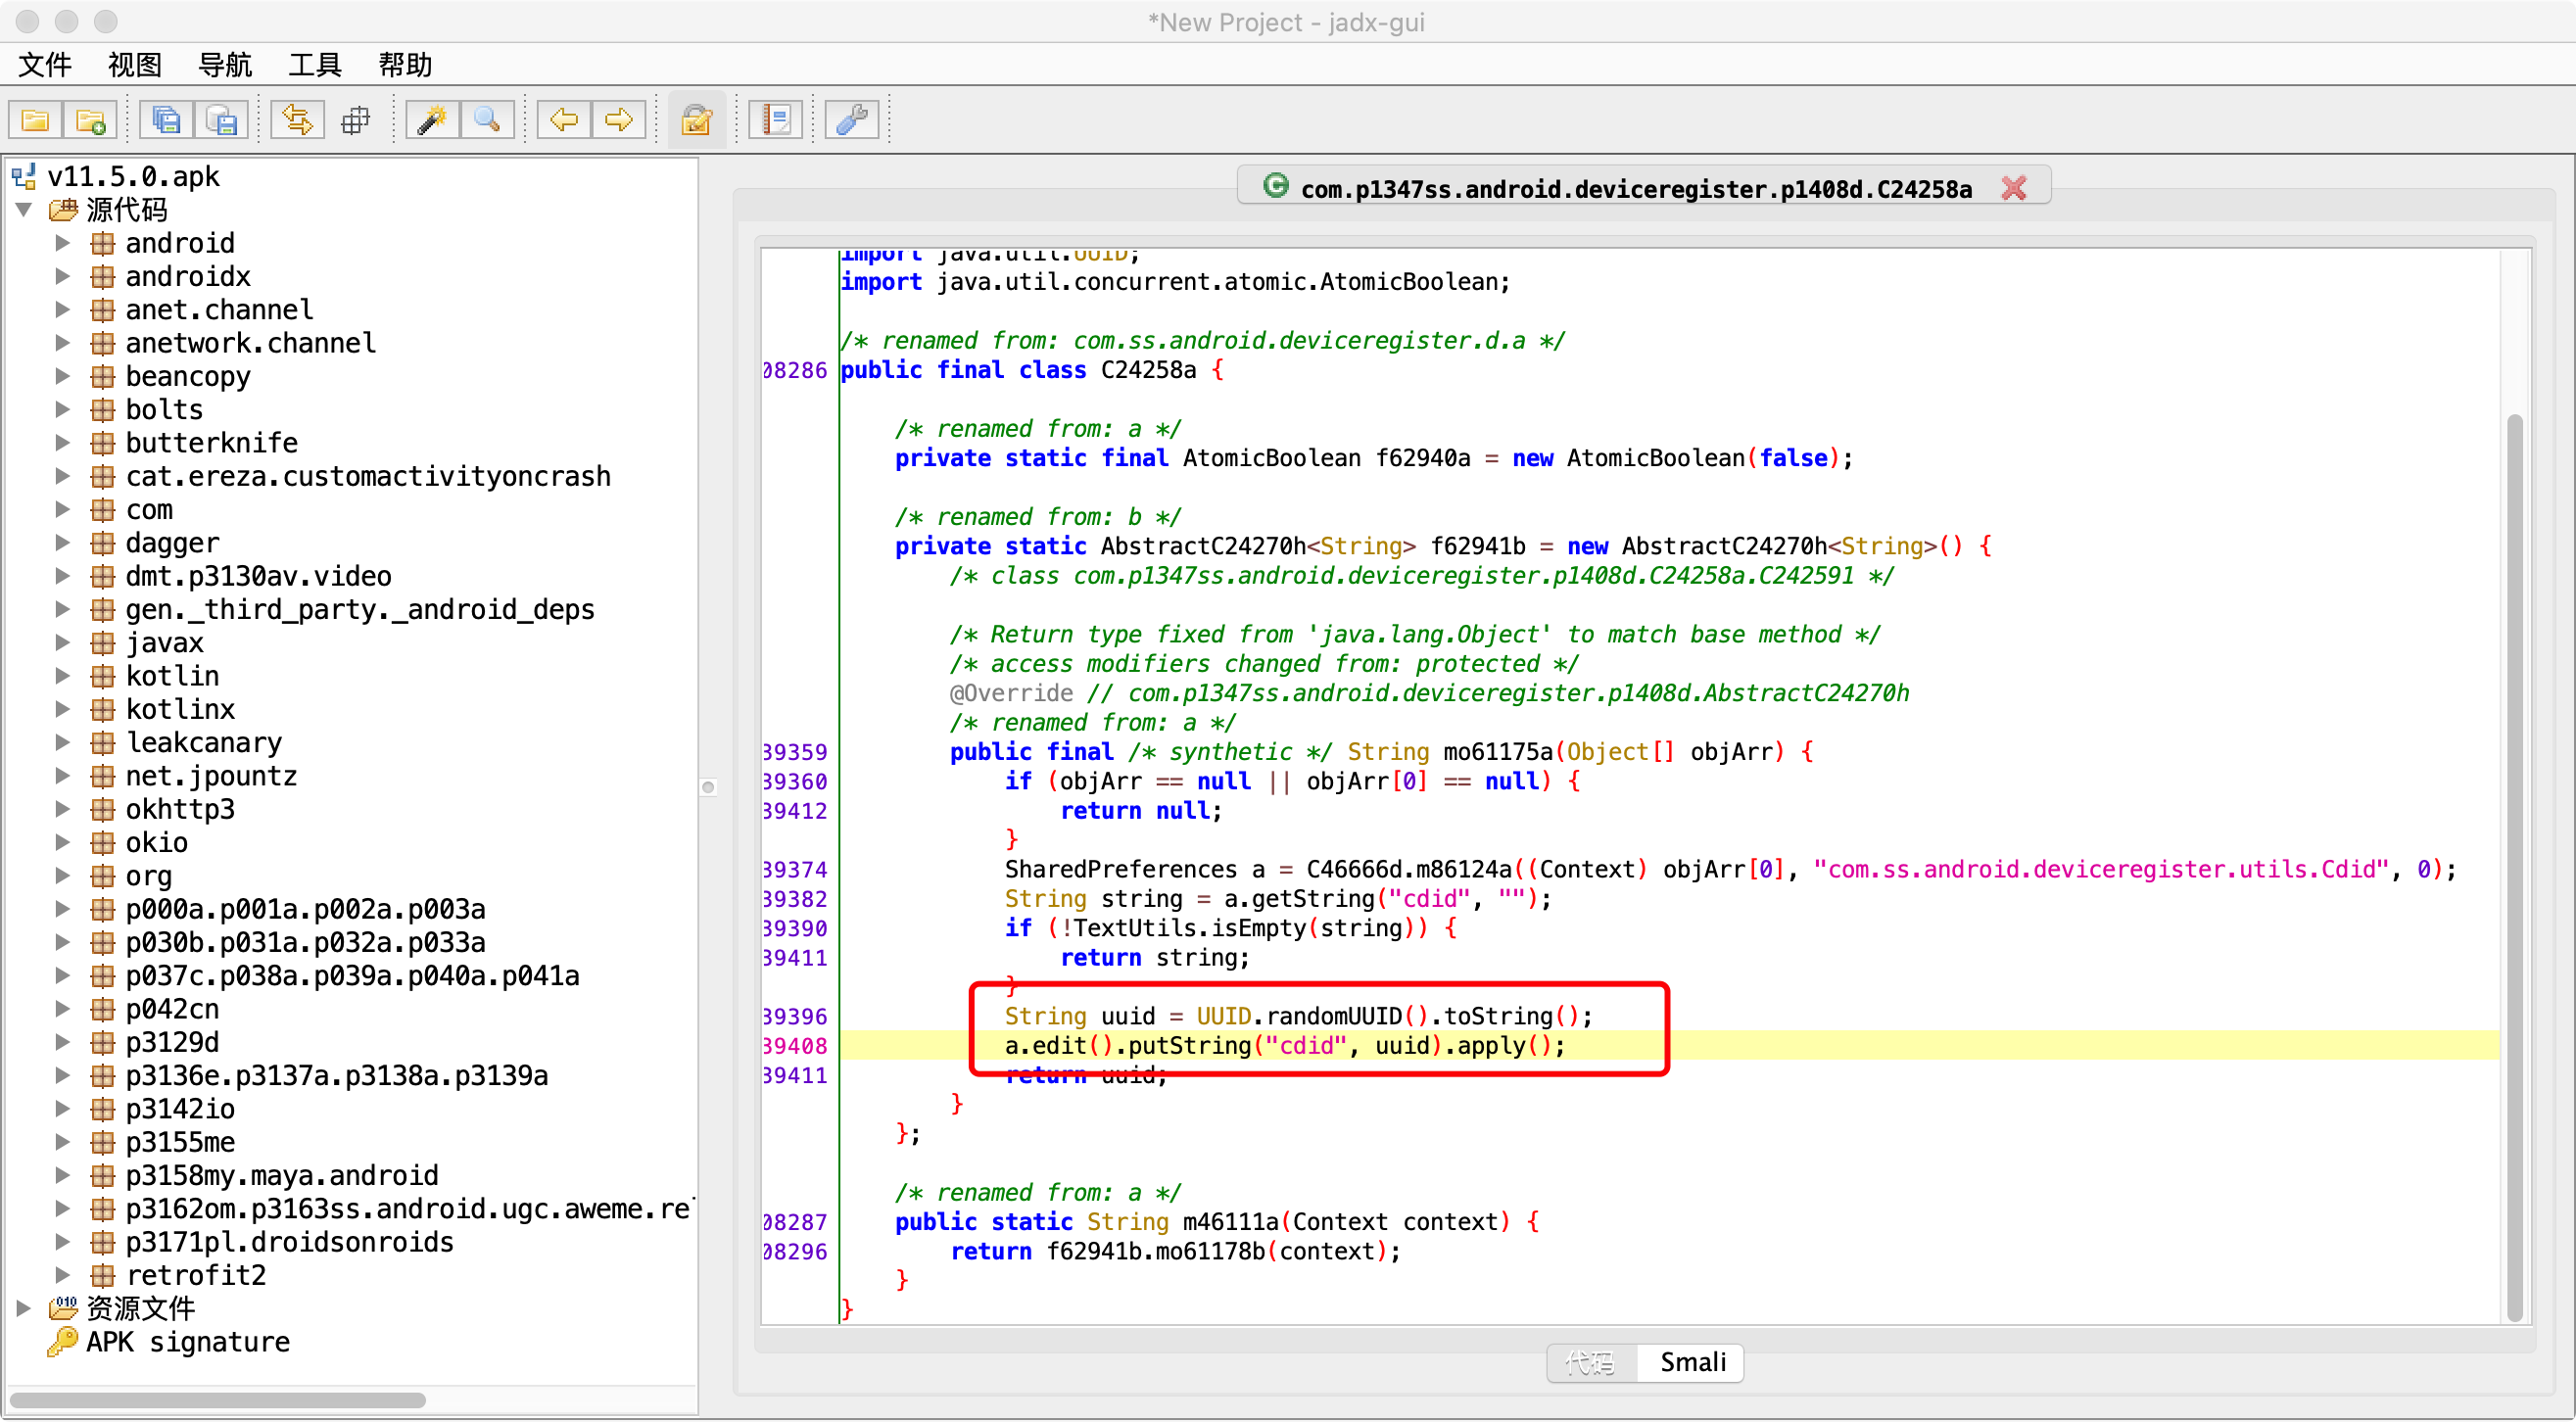 *New Project - jadx-gui
文件 视图 导航 工具 帮助
v11.5.0.apk
源代码
android
androidx
anet.channel
anetwork.channel
beancopy
bolts
butterknife
cat.ereza.customactivityoncrash
com
dagger
dmt.p3130av.video
gen._third_party._android_deps
javax
kotlin
kotlinx
leakcanary
net.jpountz
okhttp3
okio
org
p000a.p001a.p002a.p003a
p030b.p031a.p032a.p033a
p037c.p038a.p039a.p040a.p041a
p042cn
p3129d
p3136e.p3137a.p3138a.p3139a
p3142io
p3155me
p3158my.maya.android
p3162om.p3163ss.android.ugc.aweme.re
p3171pl.droidsonroids
retrofit2
资源文件
APK signature
com.p1347ss.android.deviceregister.p1408d.C24258a
import java.util.UUID;
import java.util.concurrent.atomic.AtomicBoolean;
/* renamed from: com.ss.android.deviceregister.d.a */
08286 public final class C24258a {
/* renamed from: a */
private static final AtomicBoolean f62940a = new AtomicBoolean(false);
/* renamed from: b */
private static AbstractC24270h<String> f62941b = new AbstractC24270h<String>() {
/* class com.p1347ss.android.deviceregister.p1408d.C24258a.C242591 */
/* Return type fixed from 'java.lang.Object' to match base method */
/* access modifiers changed from: protected */
@Override // com.p1347ss.android.deviceregister.p1408d.AbstractC24270h
/* renamed from: a */
39359 public final /* synthetic */ String mo61175a(Object[] objArr) {
39360 if (objArr == null || objArr[0] == null) {
39412 return null;
}
39374 SharedPreferences a = C46666d.m86124a((Context) objArr[0], "com.ss.android.deviceregister.utils.Cdid", 0);
39382 String string = a.getString("cdid", "");
39390 if (!TextUtils.isEmpty(string)) {
39411 return string;
}
39396 String uuid = UUID.randomUUID().toString();
39408 a.edit().putString("cdid", uuid).apply();
39411 return uuid;
}
};
/* renamed from: a */
08287 public static String m46111a(Context context) {
08296 return f62941b.mo61178b(context);
}
}
代码 Smali